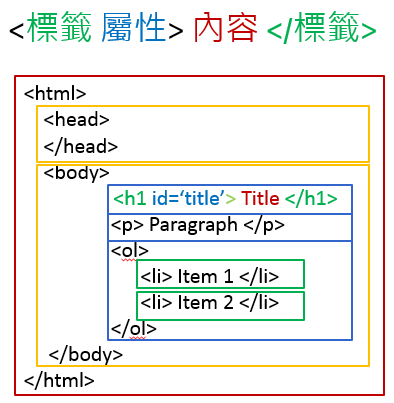 <標籤 屬性> 內容 </標籤>
<html>
<head>
</head>
<body>
<h1 id=‘title’> Title </h1>
<p> Paragraph </p>
<ol>
<li> Item 1 </li>
<li> Item 2 </li>
</ol>
</body>
</html>